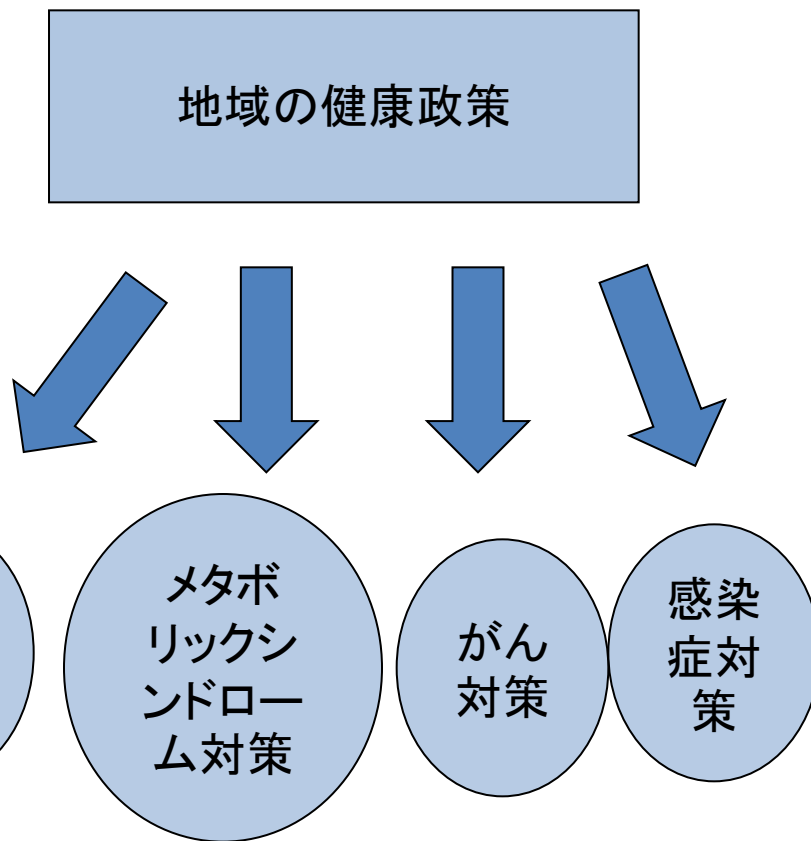 地域の健康政策
メタボ
リックシ
ンドロー
ム対策
がん
対策
感染
症対
策